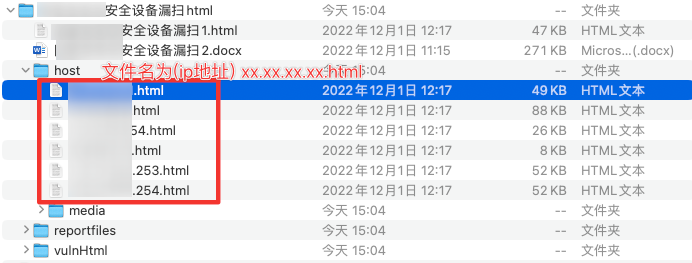 安全设备漏扫html 今天 15:04 -- 文件夹
安全设备漏扫1.html 2022年12月1日 12:17 47 KB HTML文本
安全设备漏扫2.docx 2022年12月1日 11:15 271 KB Micros...(.docx)
host 今天 15:04 -- 文件夹
文件名为(ip地址) xx.xx.xx.xx.html
.html 2022年12月1日 12:17 49 KB HTML文本
.html 2022年12月1日 12:17 88 KB HTML文本
54.html 2022年12月1日 12:17 26 KB HTML文本
.html 2022年12月1日 12:17 8 KB HTML文本
.253.html 2022年12月1日 12:17 52 KB HTML文本
.254.html 2022年12月1日 12:17 52 KB HTML文本
media 今天 15:04 -- 文件夹
reportfiles 今天 15:04 -- 文件夹
vulnHtml 今天 15:04 -- 文件夹